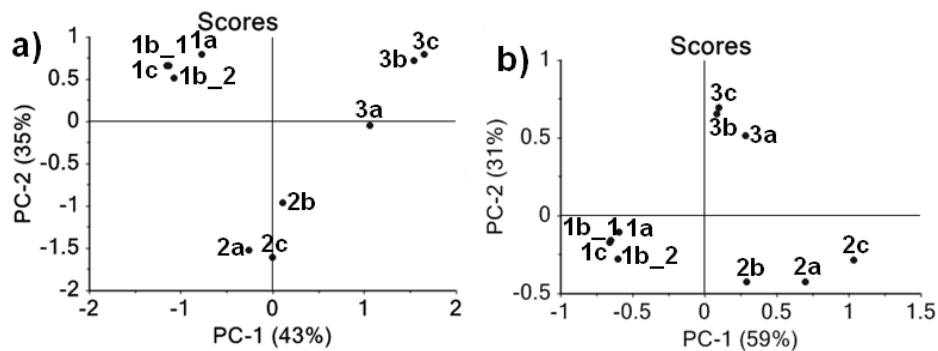 a)
Scores
1
0.5
0
-0.5
-1
-1.5
-2
PC-2 (35%)
1b_1 1a
1c 1b_2
3c
3b
3a
2b
2a 2c
-2 -1 0 1 2
PC-1 (43%)
b)
Scores
1
0.5
0
-0.5
PC-2 (31%)
3c
3b 3a
1b_1 1a
1c 1b_2
2b 2a 2c
-1 -0.5 0 0.5 1 1.5
PC-1 (59%)